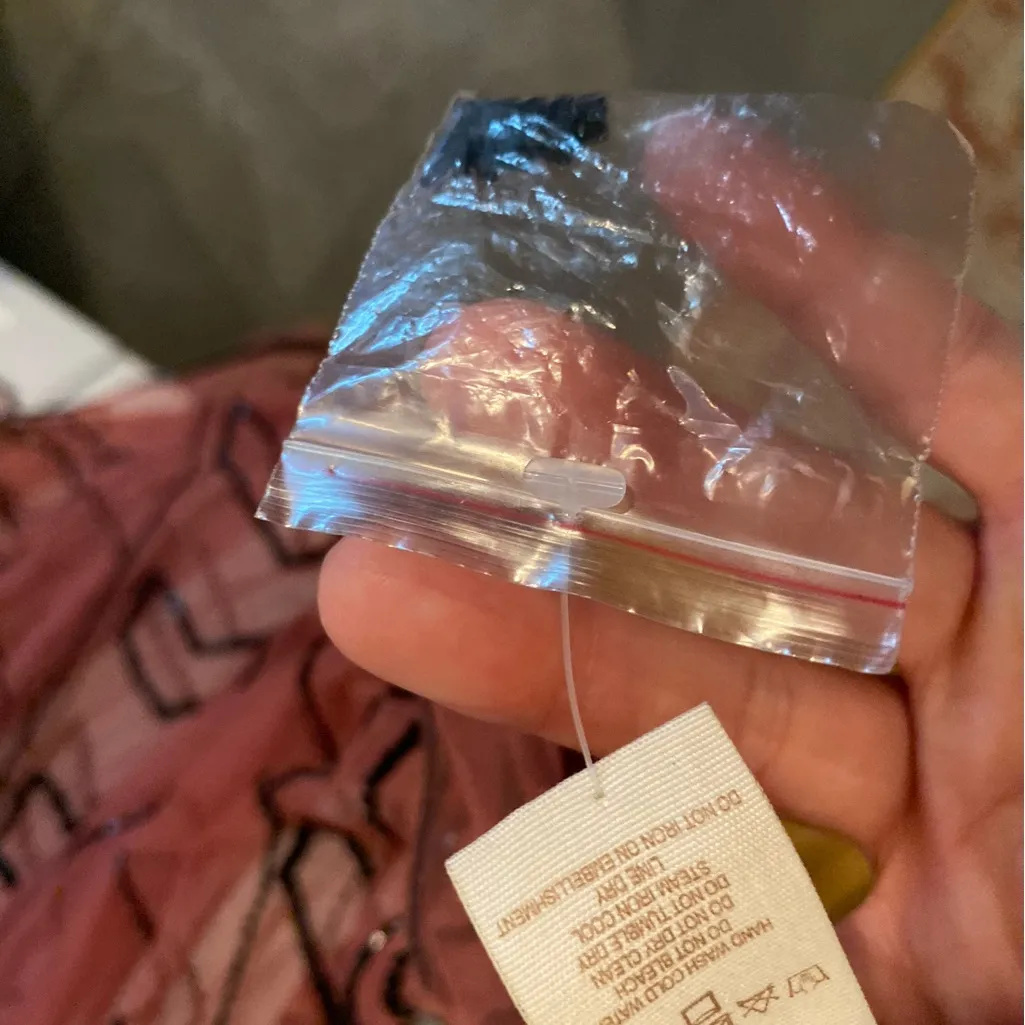 HAND WASH COLD WATE
DO NOT BLEACH
DO NOT DRY CLEAN
DO NOT TUMBLE DRY
STEAM IRON COOL
LINE DRY
DO NOT IRON ON EMBELLISHMENT